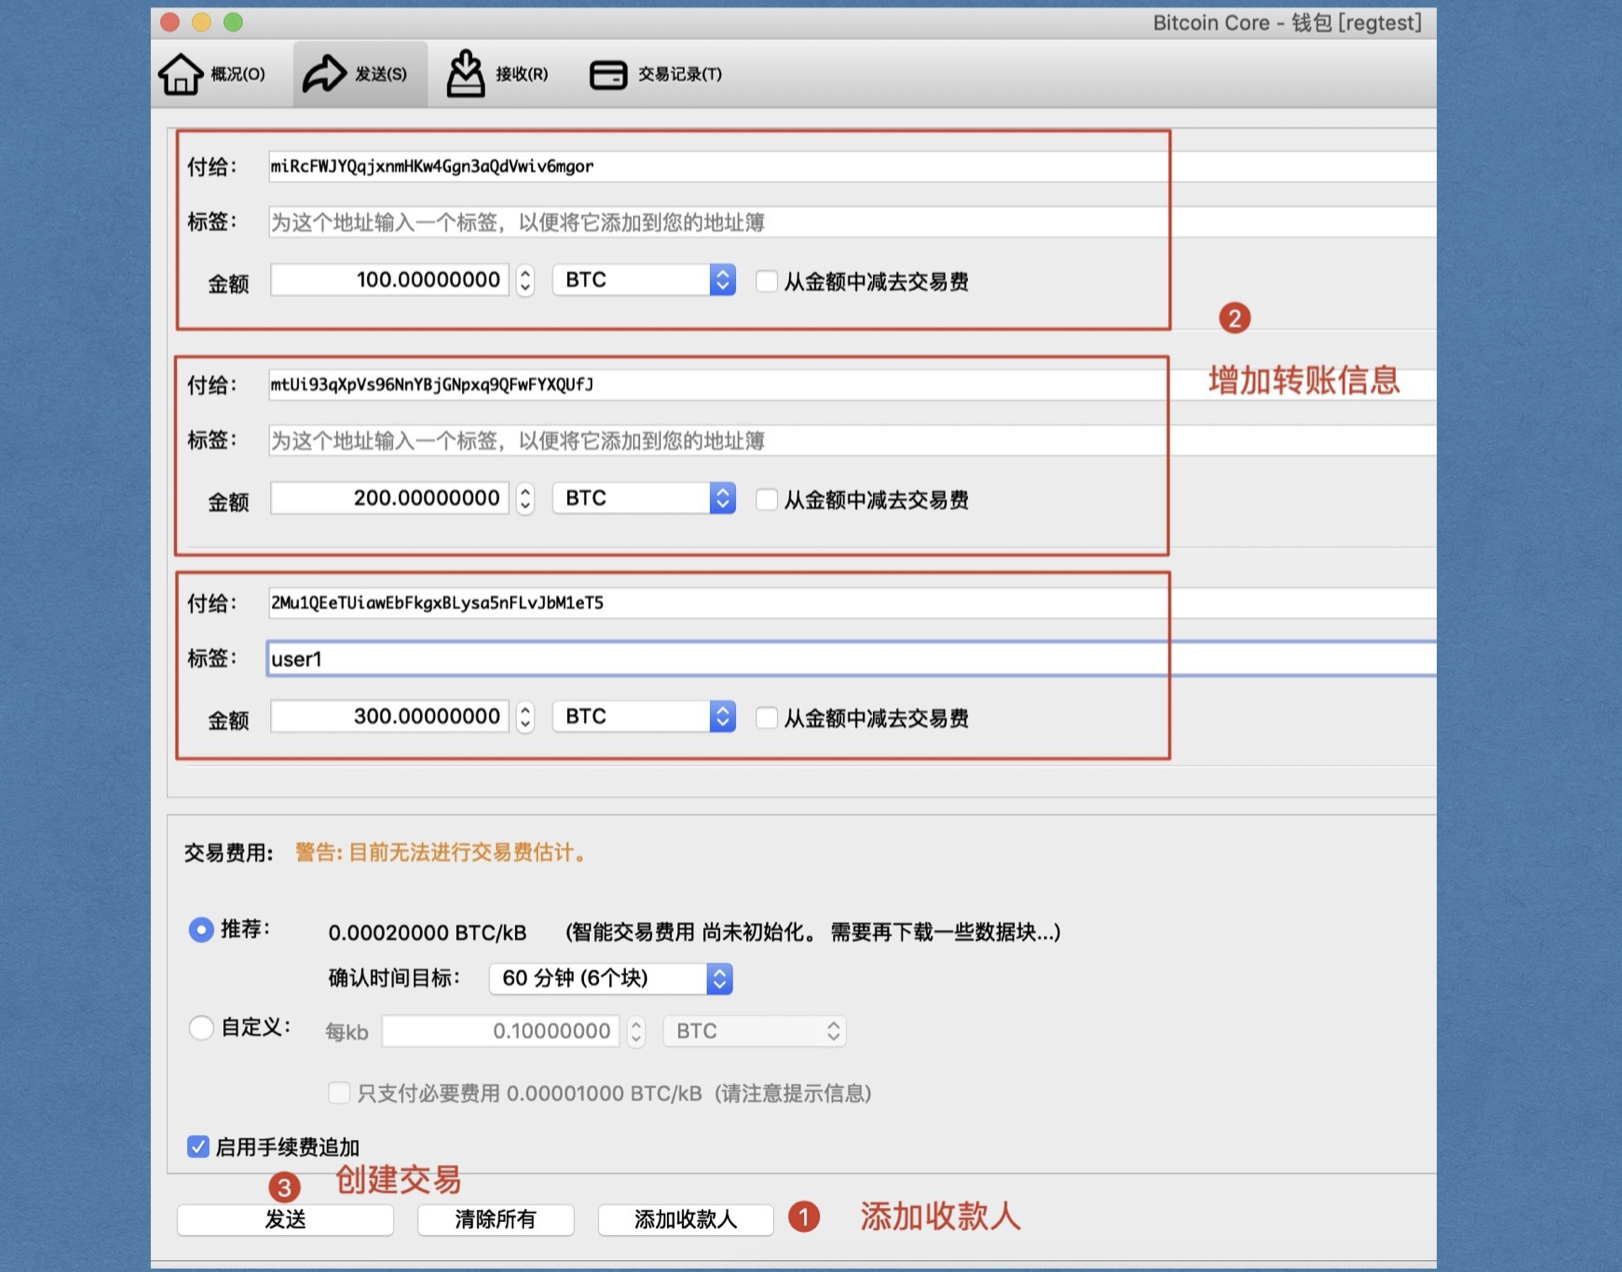 Bitcoin Core - 钱包 [regtest]
概况(O) 发送(S) 接收(R) 交易记录(T)
付给: miRcFWJYQqjxnmHKw4Ggn3aQdVwiv6mgor
标签: 为这个地址输入一个标签，以便将它添加到您的地址簿
金额 100.00000000 BTC 从金额中减去交易费
2
增加转账信息
付给: mtUi93qXpVs96NnYBjGNpxq9QFwFYXQUfJ
标签: 为这个地址输入一个标签，以便将它添加到您的地址簿
金额 200.00000000 BTC 从金额中减去交易费
付给: 2Mu1QEeTUiawEbFkgxBLysa5nFLvJbM1eT5
标签: user1
金额 300.00000000 BTC 从金额中减去交易费
交易费用: 警告: 目前无法进行交易费估计。
推荐: 0.00020000 BTC/kB (智能交易费用 尚未初始化。 需要再下载一些数据块...)
确认时间目标: 60 分钟 (6个块)
自定义: 每kb 0.10000000 BTC
只支付必要费用 0.00001000 BTC/kB (请注意提示信息)
启用手续费追加
3 创建交易
发送 清除所有 添加收款人 1 添加收款人